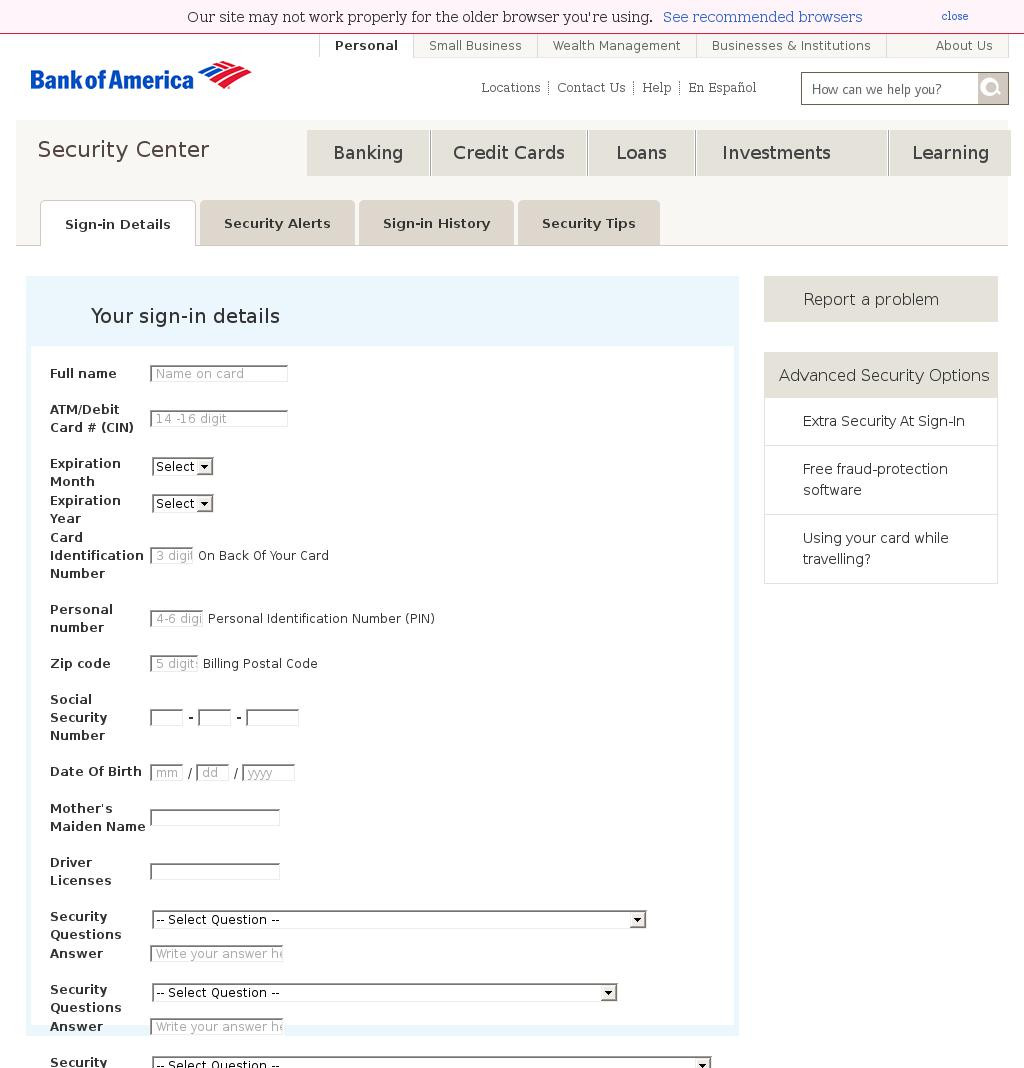 Our site may not work properly for the older browser you're using. See recommended browsers close
Personal Small Business Wealth Management Businesses & Institutions About Us
Bank of America
Locations Contact Us Help En Español How can we help you?
Security Center Banking Credit Cards Loans Investments Learning
Sign-in Details Security Alerts Sign-in History Security Tips
Your sign-in details
Full name Name on card
ATM/Debit
Card # (CIN) 14 -16 digit
Expiration
Month Select
Expiration
Year Select
Card
Identification
Number 3 digit On Back Of Your Card
Personal
number 4-6 digi Personal Identification Number (PIN)
Zip code 5 digit Billing Postal Code
Social
Security
Number - -
Date Of Birth mm / dd / yyyy
Mother's
Maiden Name
Driver
Licenses
Security
Questions -- Select Question --
Answer Write your answer he
Security
Questions -- Select Question --
Answer Write your answer he
Security -- Select Question --
Report a problem
Advanced Security Options
Extra Security At Sign-In
Free fraud-protection
software
Using your card while
travelling?